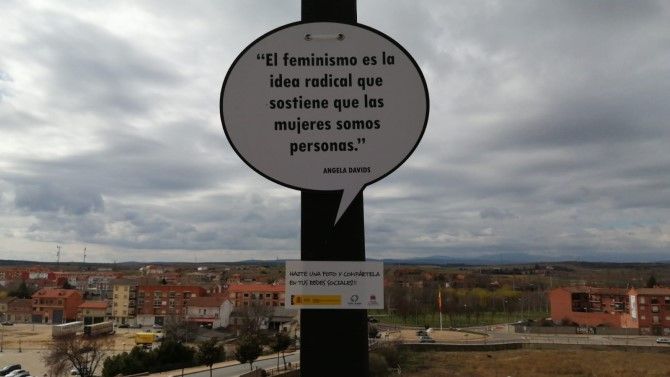 “El feminismo es la
idea radical que
sostiene que las
mujeres somos
personas.”
ANGELA DAVIDS
HAZTE UNA FOTO Y COMPÁRTELA
EN TUS REDES SOCIALES!!!